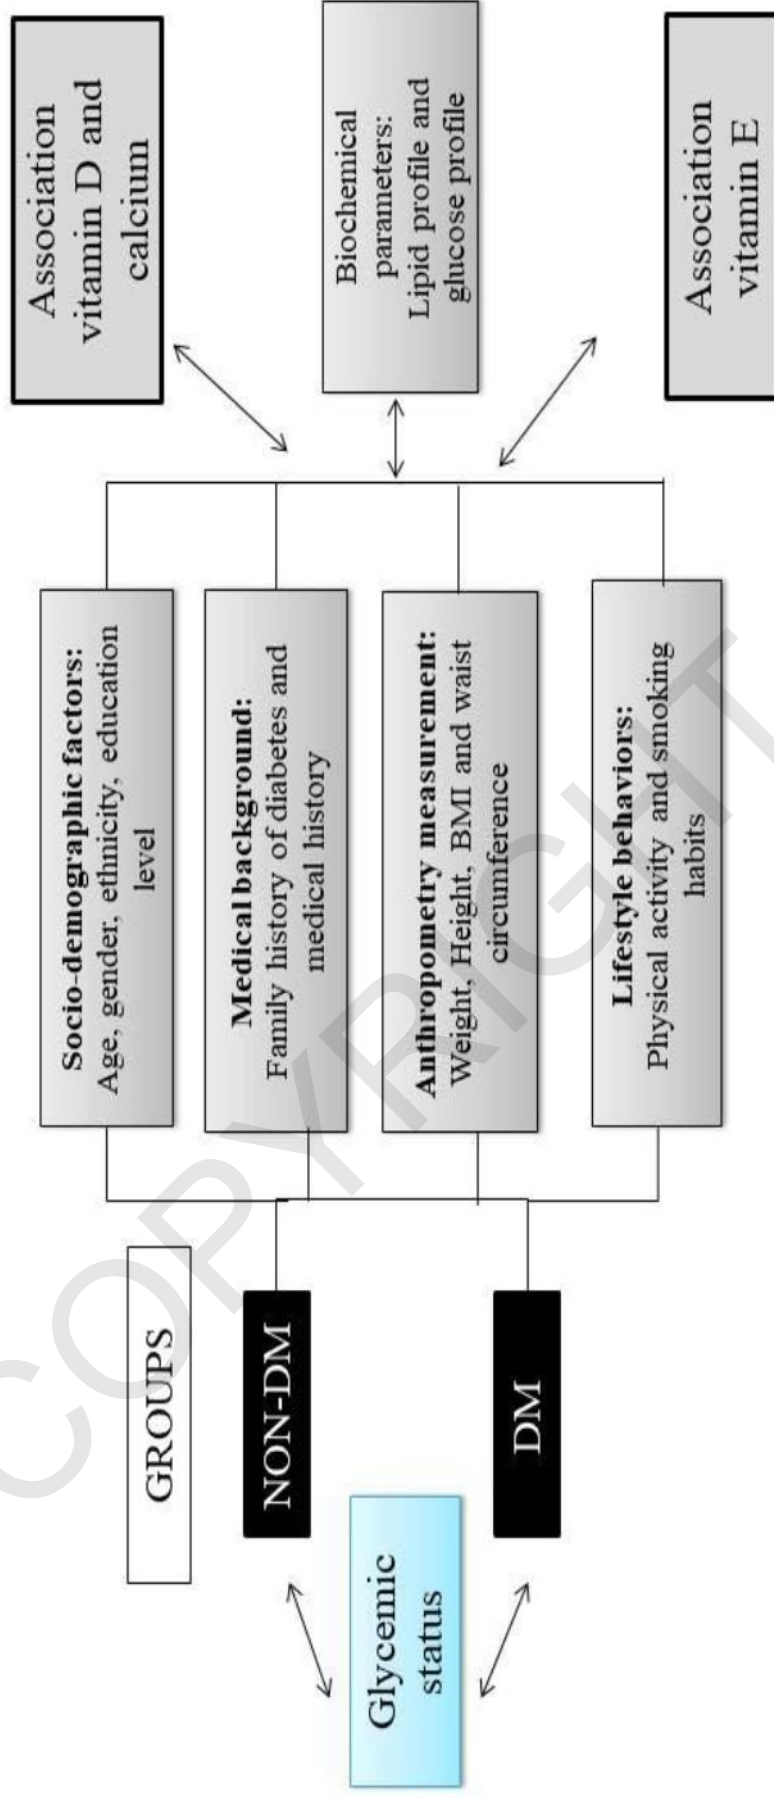 GROUPS
Glycemic
status
NON-DM
DM
Socio-demographic factors:
Age, gender, ethnicity, education
level
Medical background:
Family history of diabetes and
medical history
Anthropometry measurement:
Weight, Height, BMI and waist
circumference
Lifestyle behaviors:
Physical activity and smoking
habits
Association
vitamin D and
calcium
Biochemical
parameters:
Lipid profile and
glucose profile
Association
vitamin E
COPYRIGHT